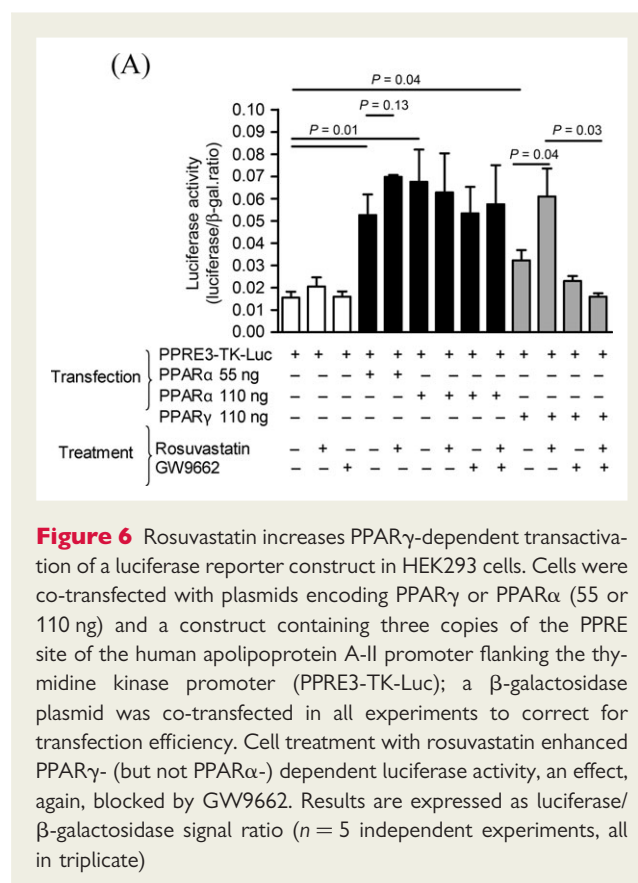 (A)
P = 0.04
P = 0.13
P = 0.01
P = 0.03
P = 0.04
Luciferase activity
(luciferase/β-gal.ratio)
0.10
0.09
0.08
0.07
0.06
0.05
0.04
0.03
0.02
0.01
0.00
PPRE3-TK-Luc + + + + + + + + + + + + +
Transfection
PPARα 55 ng – – – + + – – – – – – – –
PPARα 110 ng – – – – – + + + + – – – –
PPARγ 110 ng – – – – – – – – – + + + +
Treatment
Rosuvastatin – + – – + – + – + – + – +
GW9662 – – + – – – – + + – – + +
Figure 6 Rosuvastatin increases PPARγ-dependent transactiva-
tion of a luciferase reporter construct in HEK293 cells. Cells were
co-transfected with plasmids encoding PPARγ or PPARα (55 or
110 ng) and a construct containing three copies of the PPRE
site of the human apolipoprotein A-II promoter flanking the thy-
midine kinase promoter (PPRE3-TK-Luc); a β-galactosidase
plasmid was co-transfected in all experiments to correct for
transfection efficiency. Cell treatment with rosuvastatin enhanced
PPARγ- (but not PPARα-) dependent luciferase activity, an effect,
again, blocked by GW9662. Results are expressed as luciferase/
β-galactosidase signal ratio (n = 5 independent experiments, all
in triplicate)